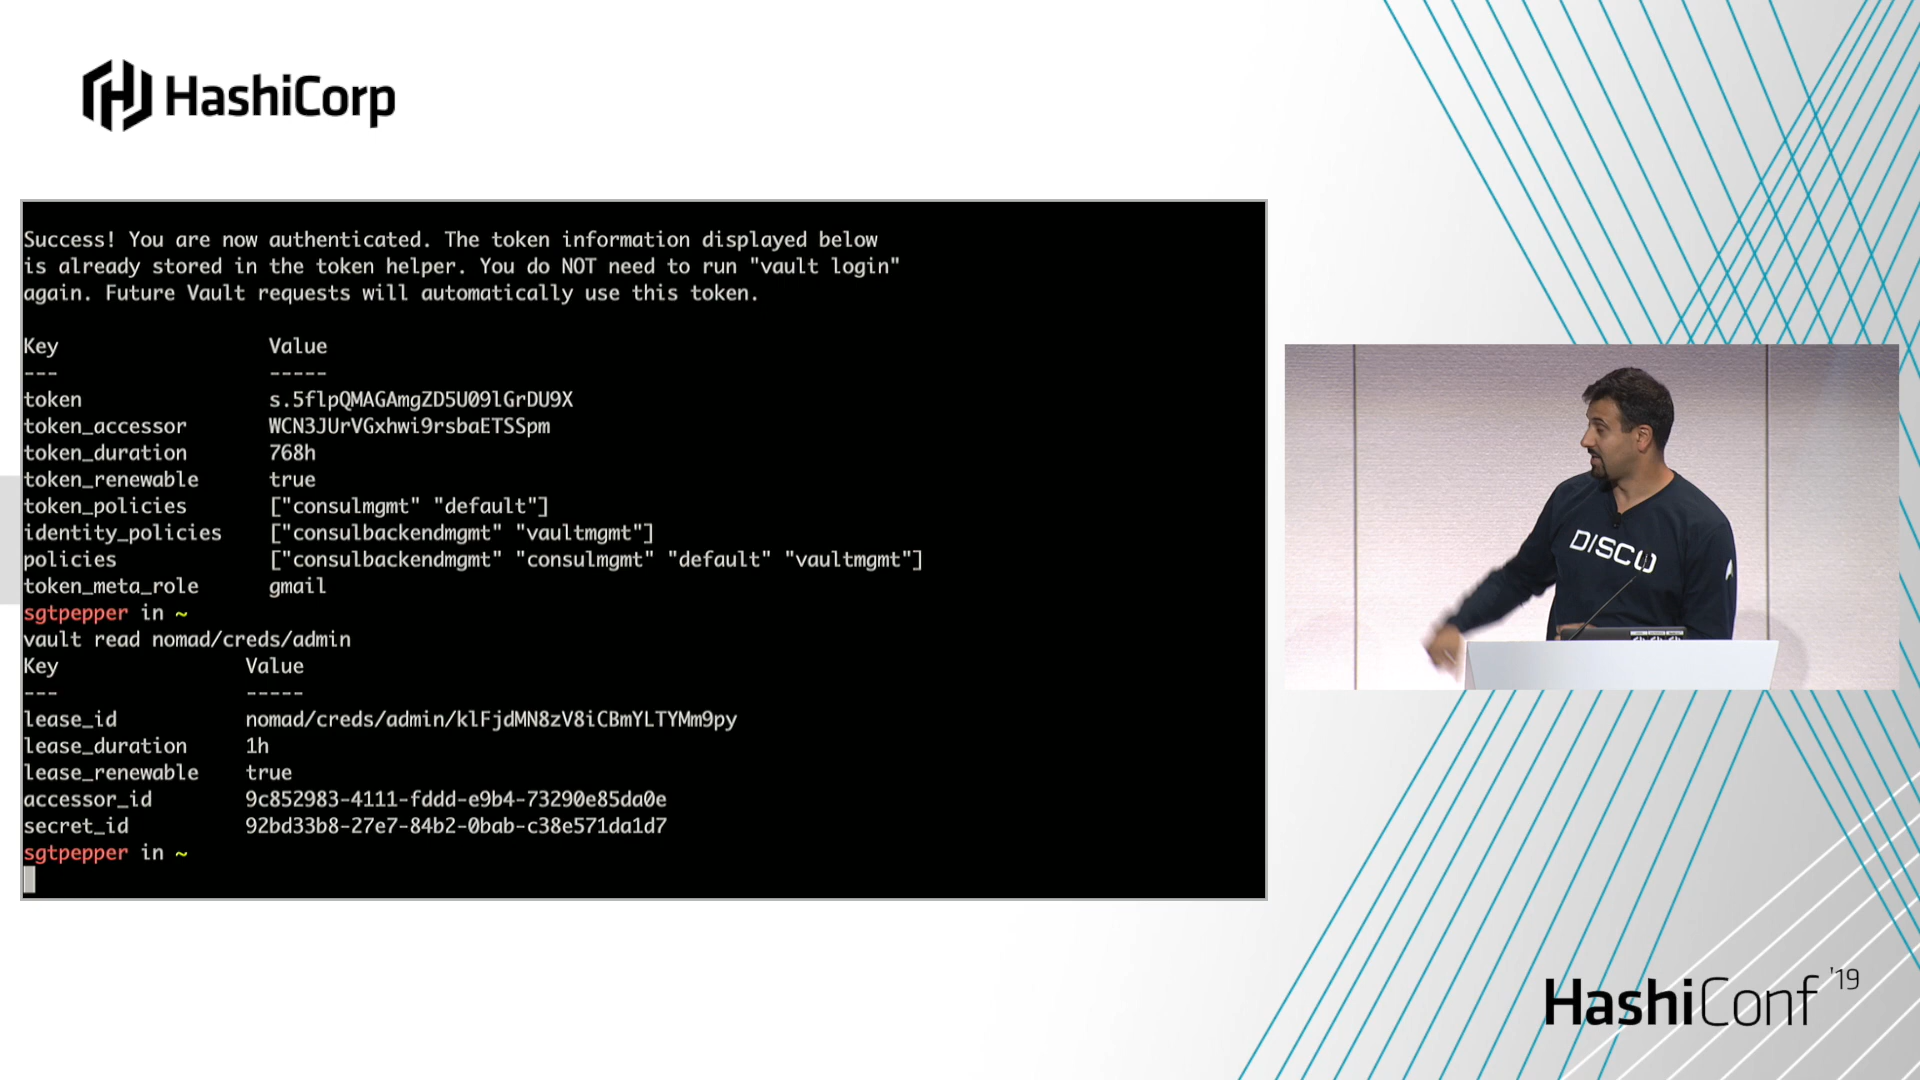 HashiCorp
Success! You are now authenticated. The token information displayed below
is already stored in the token helper. You do NOT need to run "vault login"
again. Future Vault requests will automatically use this token.
Key Value
--- -----
token s.5flpQMAGAmgZD5U09lGrDU9X
token_accessor WCN3JUrVGxhwi9rsbaETSSpm
token_duration 768h
token_renewable true
token_policies ["consulmgmt" "default"]
identity_policies ["consulbackendmgmt" "vaultmgmt"]
policies ["consulbackendmgmt" "consulmgmt" "default" "vaultmgmt"]
token_meta_role gmail
sgtpepper in ~
vault read nomad/creds/admin
Key Value
--- -----
lease_id nomad/creds/admin/klFjdMN8zV8iCBmYLTYMm9py
lease_duration 1h
lease_renewable true
accessor_id 9c852983-4111-fddd-e9b4-73290e85da0e
secret_id 92bd33b8-27e7-84b2-0bab-c38e571da1d7
sgtpepper in ~
DISCO
HashiConf '19